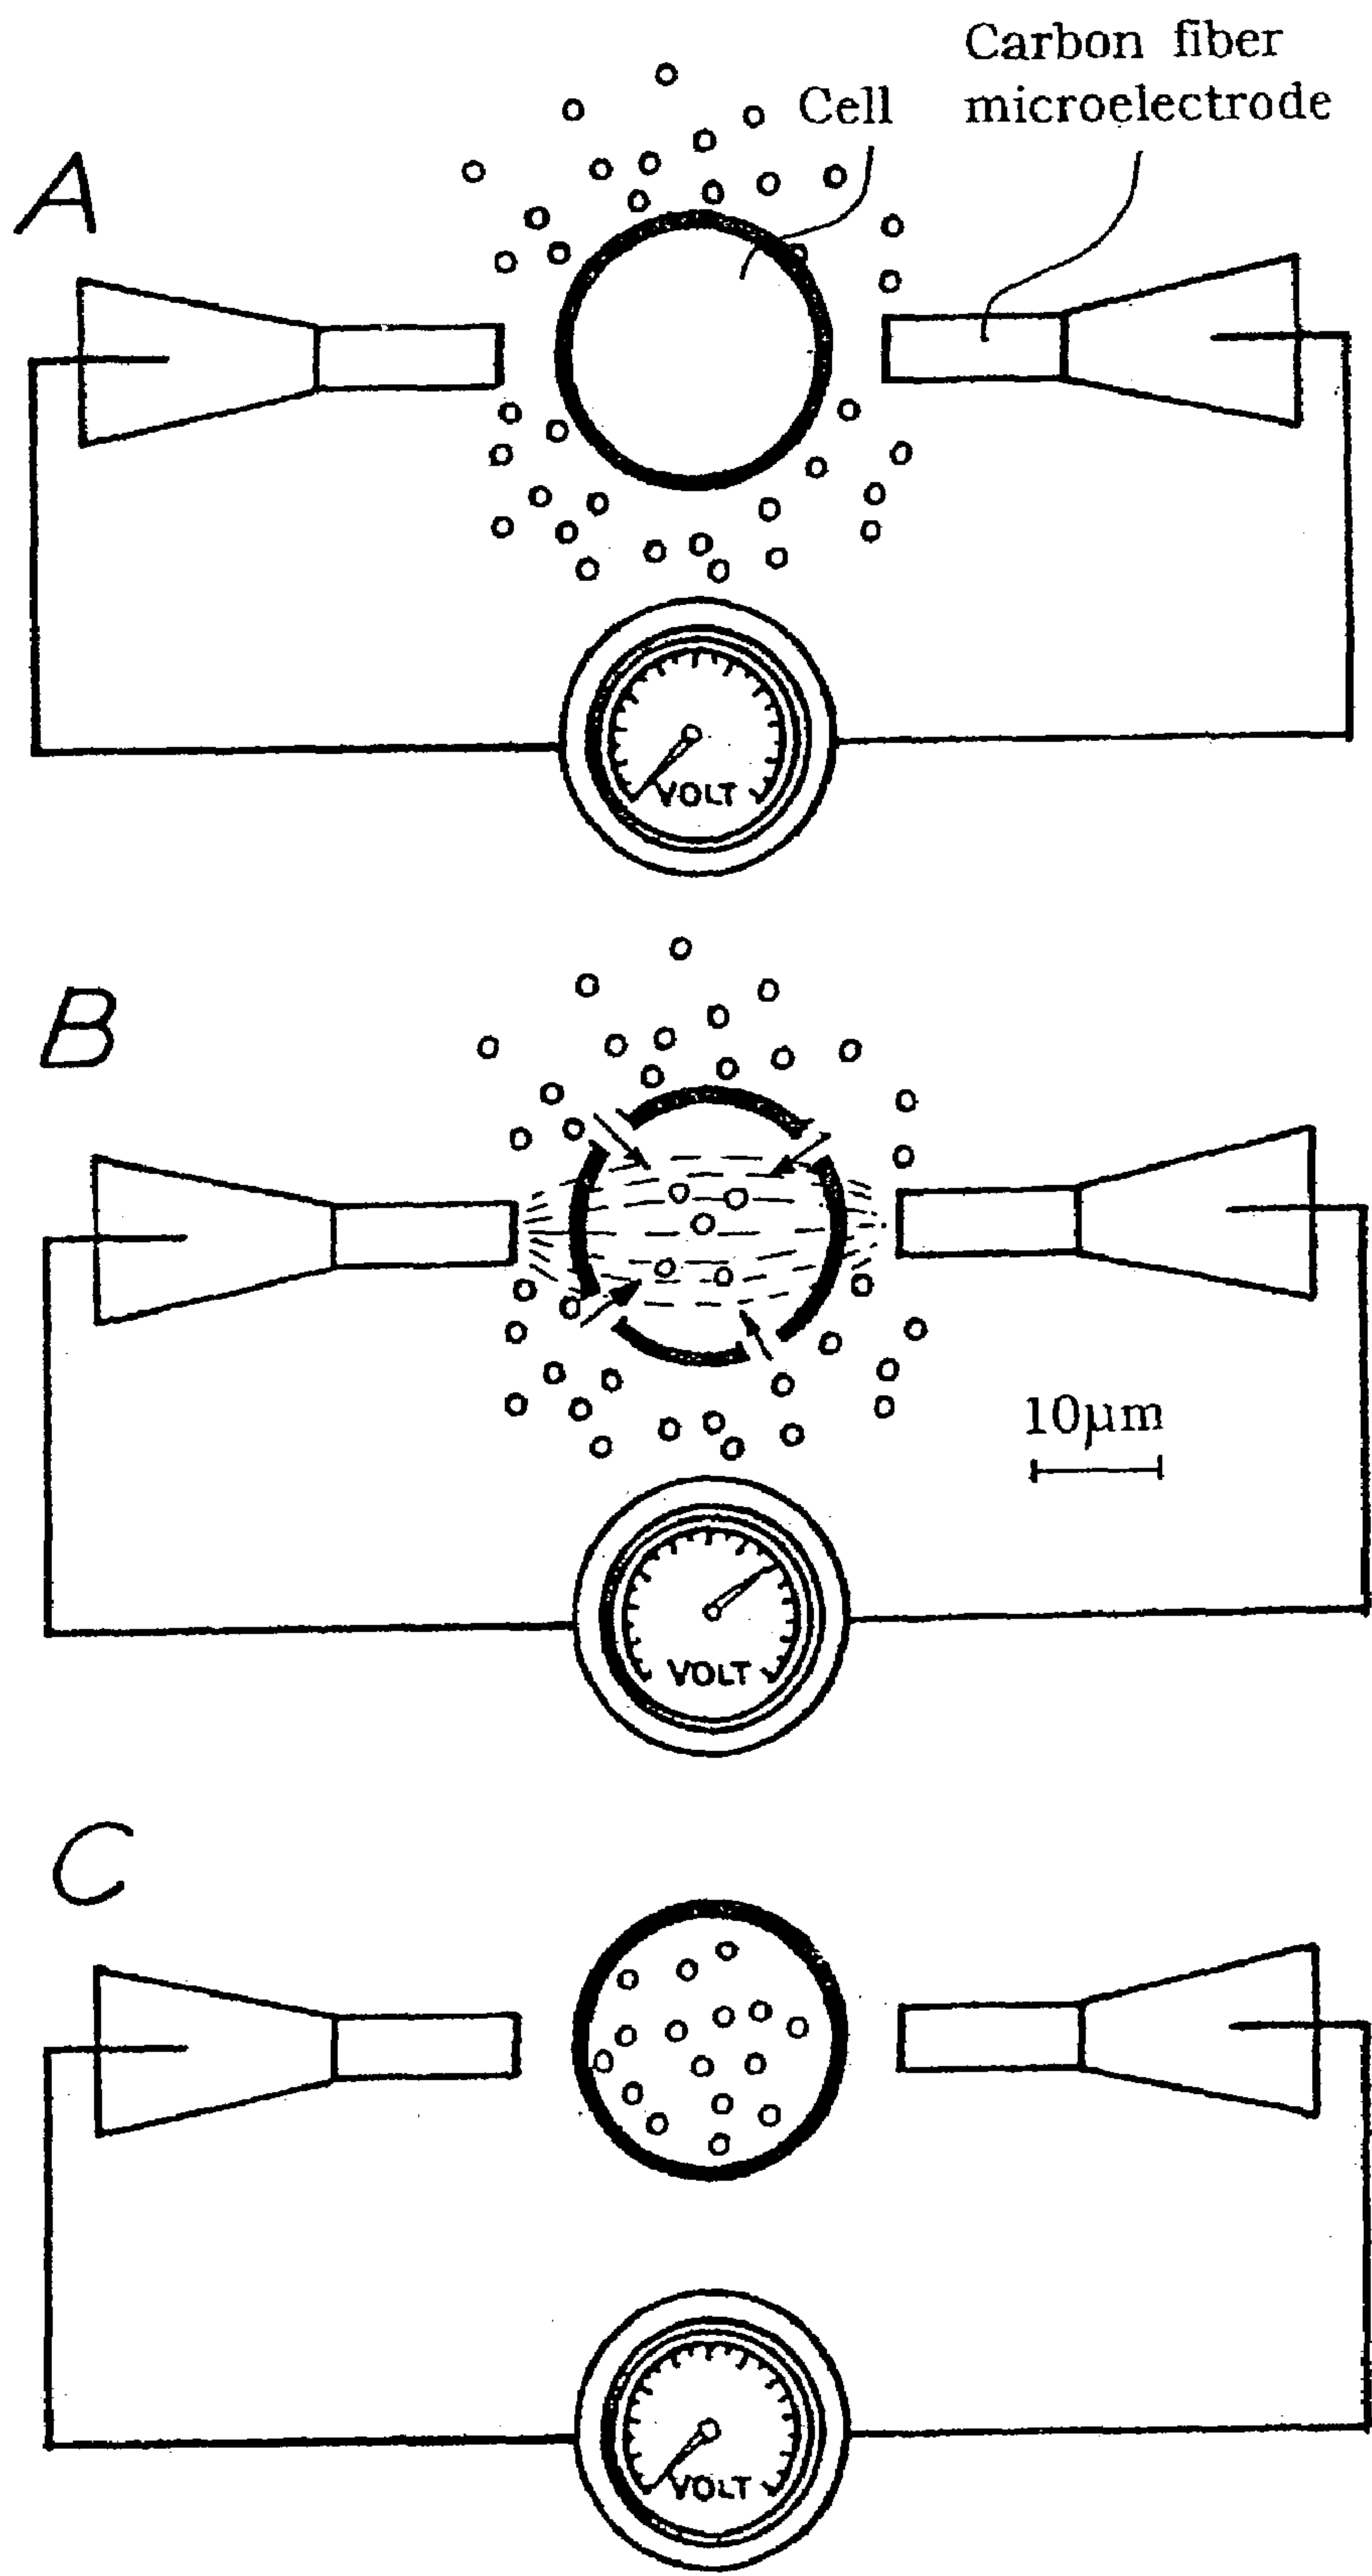 Carbon fiber
microelectrode
Cell
A
VOLT
B
10μm
VOLT
C
VOLT